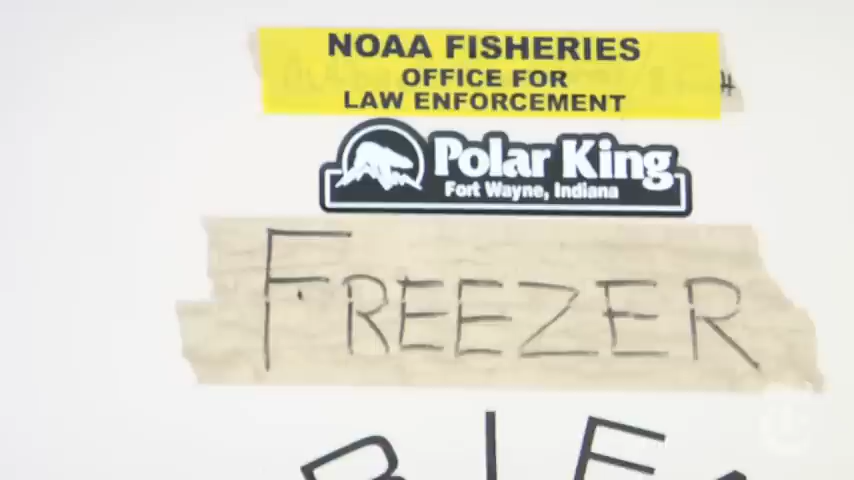 NOAA FISHERIES
OFFICE FOR
LAW ENFORCEMENT
Polar King
Fort Wayne, Indiana
FREEZER